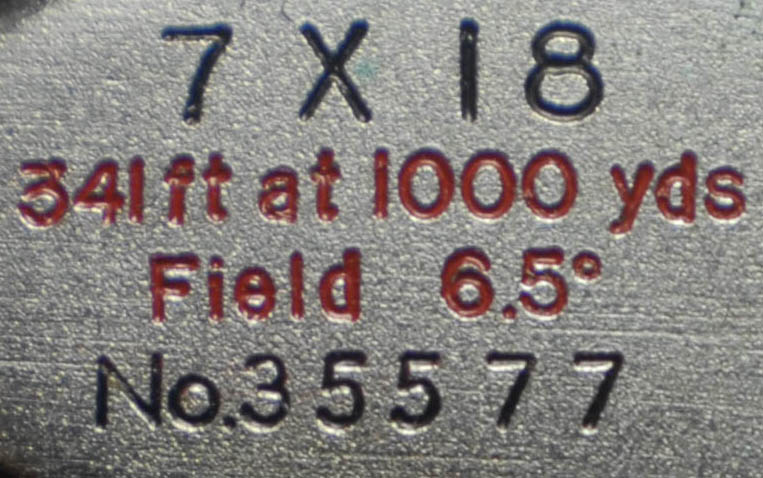 7 X 18
341 ft at 1000 yds
Field 6.5°
No.35577